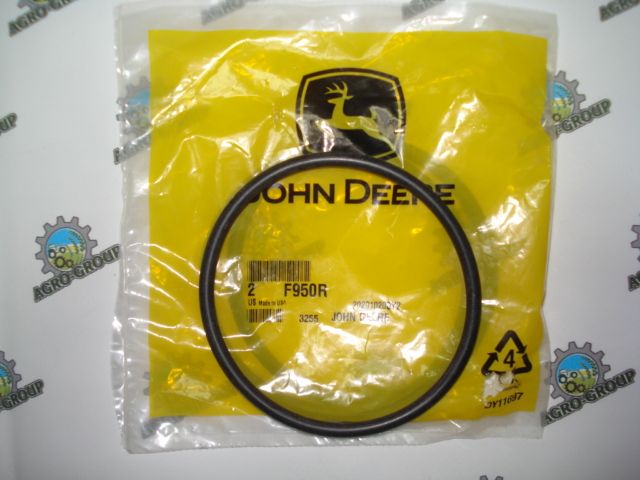 JOHN DEERE
2 F950R
US Made in USA
3255 JOHN DEERE
4
AGRO-GROUP
AGRO-GROUP
AGRO-GROUP
AGRO-GROUP